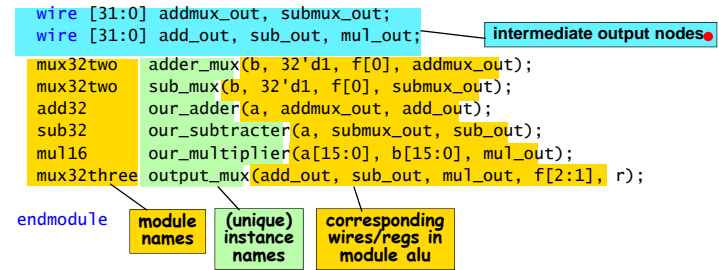 wire [31:0] addmux_out, submux_out;
wire [31:0] add_out, sub_out, mul_out;
intermediate output nodes
mux32two adder_mux(b, 32'd1, f[0], addmux_out);
mux32two sub_mux(b, 32'd1, f[0], submux_out);
add32 our_adder(a, addmux_out, add_out);
sub32 our_subtracter(a, submux_out, sub_out);
mul16 our_multiplier(a[15:0], b[15:0], mul_out);
mux32three output_mux(add_out, sub_out, mul_out, f[2:1], r);
endmodule
module
names
(unique)
instance
names
corresponding
wires/regs in
module alu